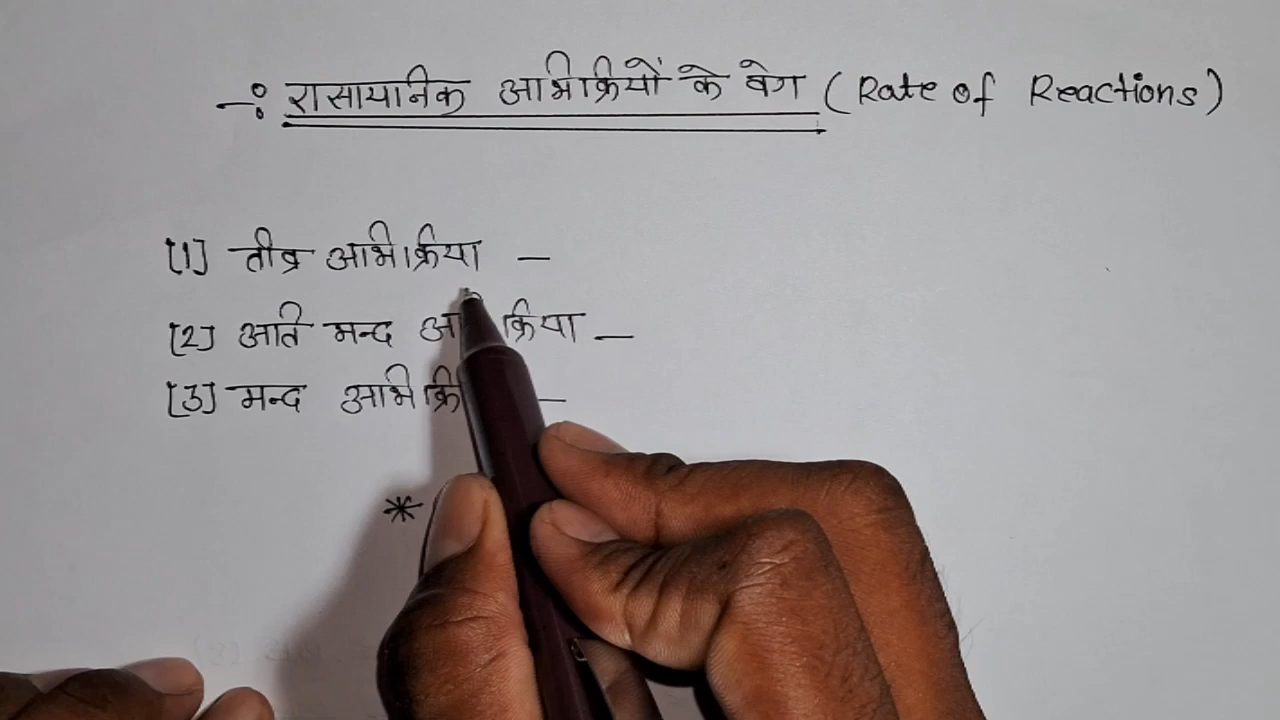 -: रासायनिक अभिक्रियों के वेग ( Rate of Reactions )
[1] तीव्र अभिक्रिया -
[2] अति मन्द क्रिया -
[3] मन्द -
*